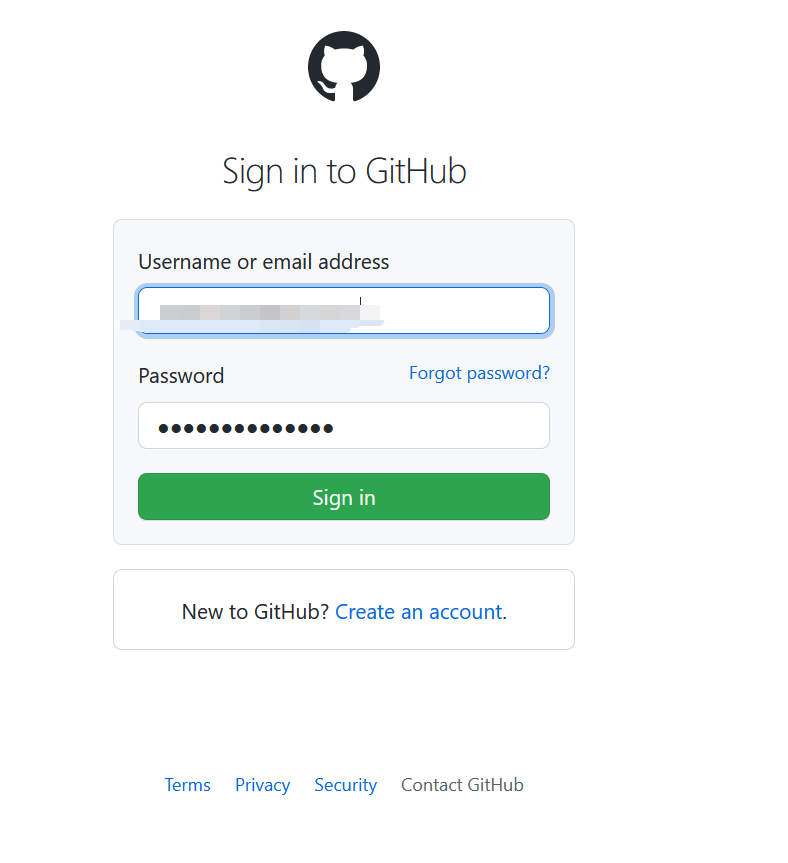 Sign in to GitHub
Username or email address
Password Forgot password?
●●●●●●●●●●●●●●
Sign in
New to GitHub? Create an account.
Terms Privacy Security Contact GitHub